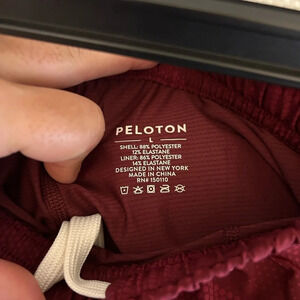 PELOTON
L
SHELL: 88% POLYESTER
12% ELASTANE
LINER: 86% POLYESTER
14% ELASTANE
DESIGNED IN NEW YORK
MADE IN CHINA
RN# 150110